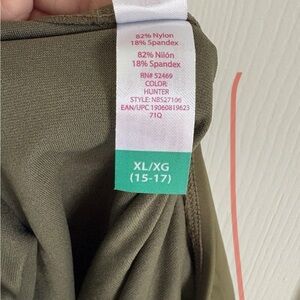 82% Nylon
18% Spandex
82% Nilón
18% Spandex
RN# 52469
COLOR:
HUNTER
STYLE: NBS27106
EAN/UPC 19060819623
71Q
XL/XG
(15-17)